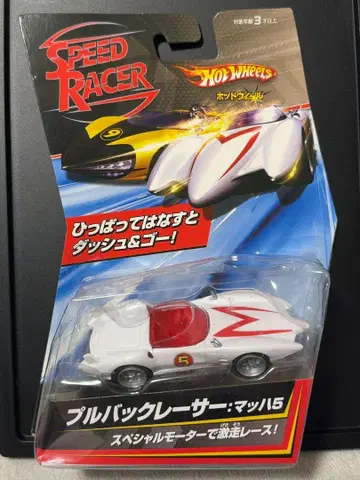 対象年齢3才以上
SPEED
RACER
HOT WHEELS
ホットウィール
9
ひっぱってはなすと
ダッシュ&ゴー!
5
プルバックレーサー:マッハ5
スペシャルモーターで激走レース!